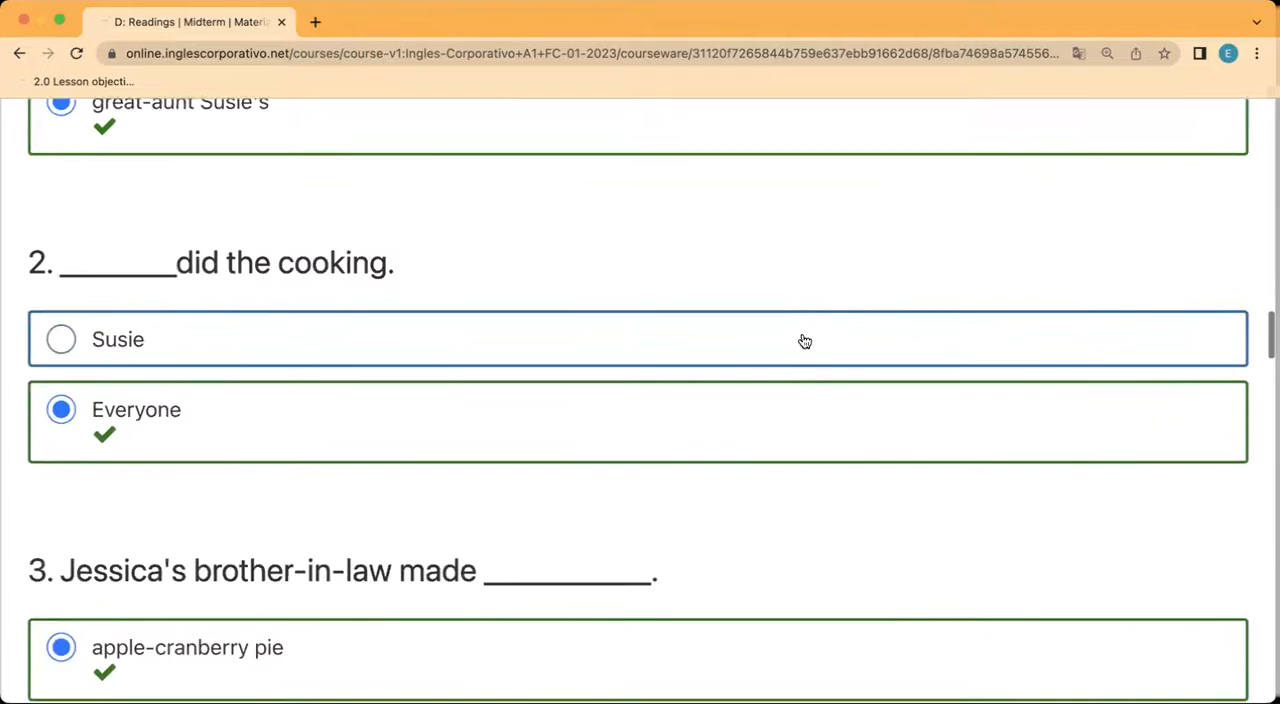 D: Readings | Midterm | Materia
online.inglescorporativo.net/courses/course-v1:Ingles-Corporativo+A1+FC-01-2023/courseware/31120f7265844b759e637ebb91662d68/8fba74698a574556...
E
2.0 Lesson objecti...
great-aunt Susie's
2. ________did the cooking.
Susie
Everyone
3. Jessica's brother-in-law made ___________.
apple-cranberry pie